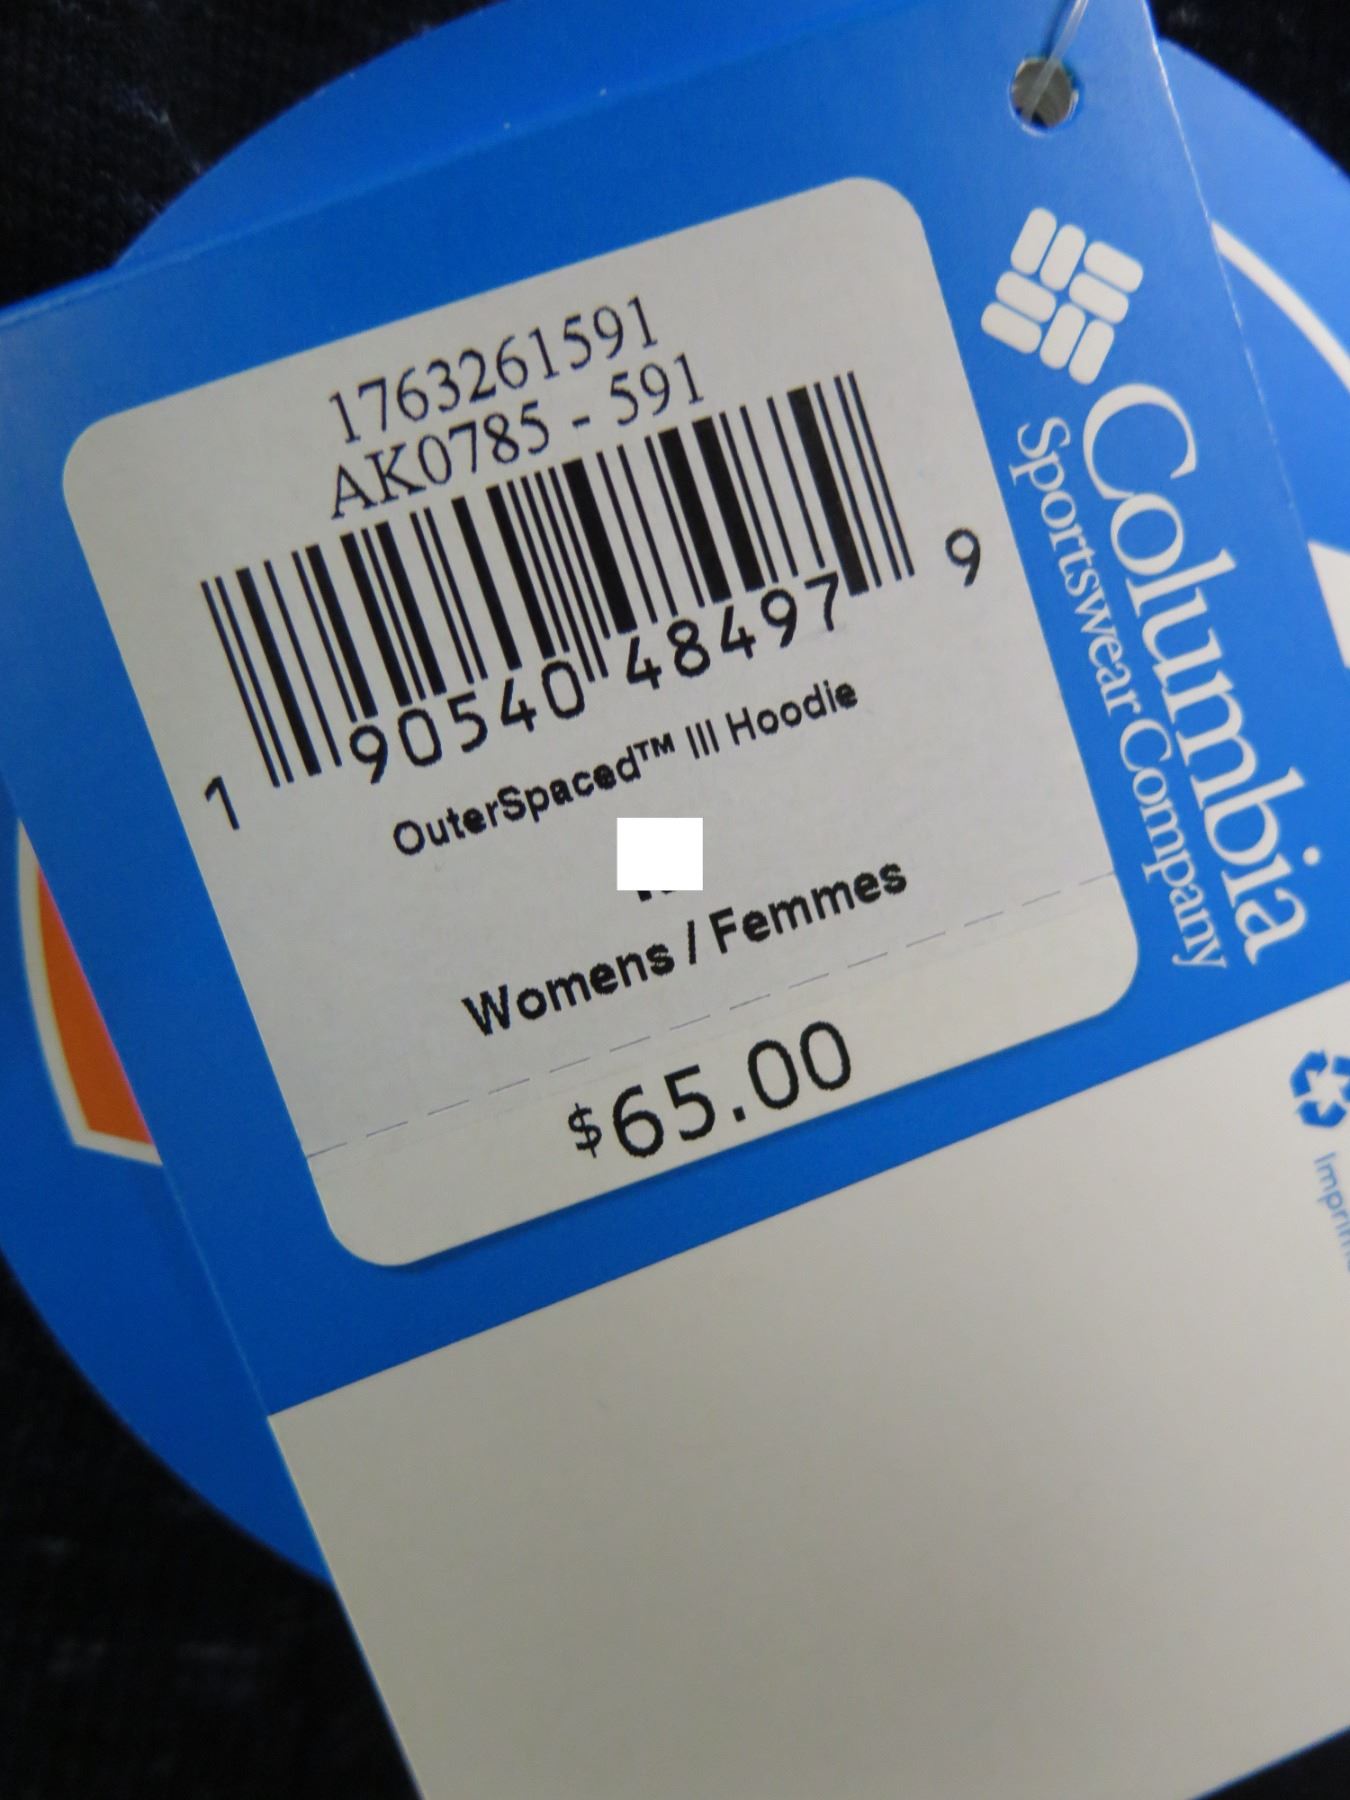 1763261591
AK0785 - 591
1 90540 48497 9
OuterSpaced™ III Hoodie
Womens / Femmes
$65.00
Columbia
Sportswear Company